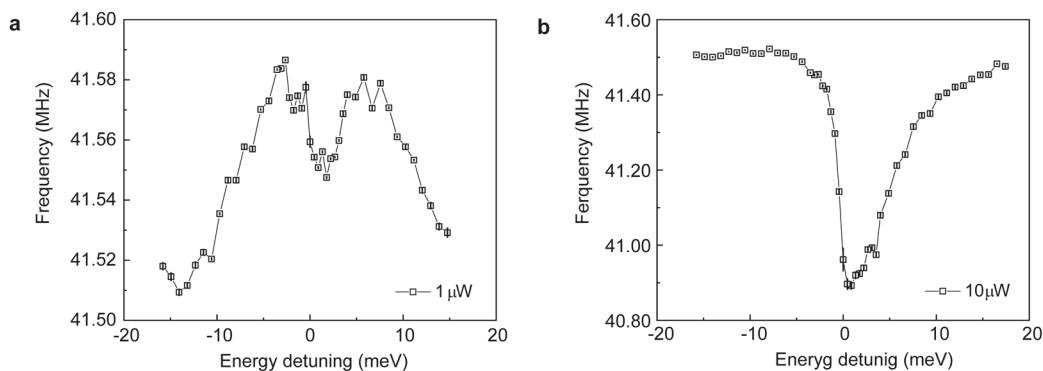 a
41.60
41.58
41.56
41.54
41.52
41.50
Frequency (MHz)
-20
-10
0
10
20
Energy detuning (meV)
1 μW
b
41.60
41.40
41.20
41.00
40.80
Ferquency (MHz)
-20
-10
0
10
20
Eneryg detunig (meV)
10μW